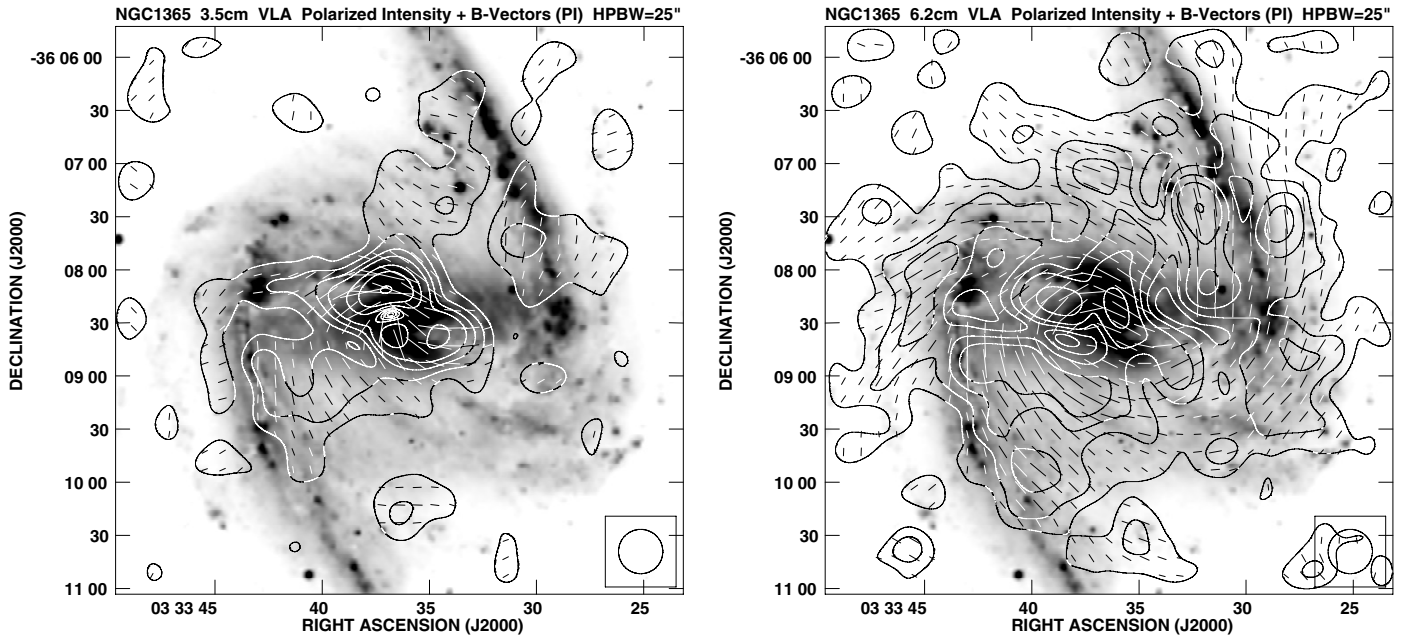 NGC1365 3.5cm VLA Polarized Intensity + B-Vectors (PI) HPBW=25"
DECLINATION (J2000)
-36 06 00
30
07 00
30
08 00
30
09 00
30
10 00
30
11 00
03 33 45
40
35
30
25
RIGHT ASCENSION (J2000)
NGC1365 6.2cm VLA Polarized Intensity + B-Vectors (PI) HPBW=25"
DECLINATION (J2000)
-36 06 00
30
07 00
30
08 00
30
09 00
30
10 00
30
11 00
03 33 45
40
35
30
25
RIGHT ASCENSION (J2000)